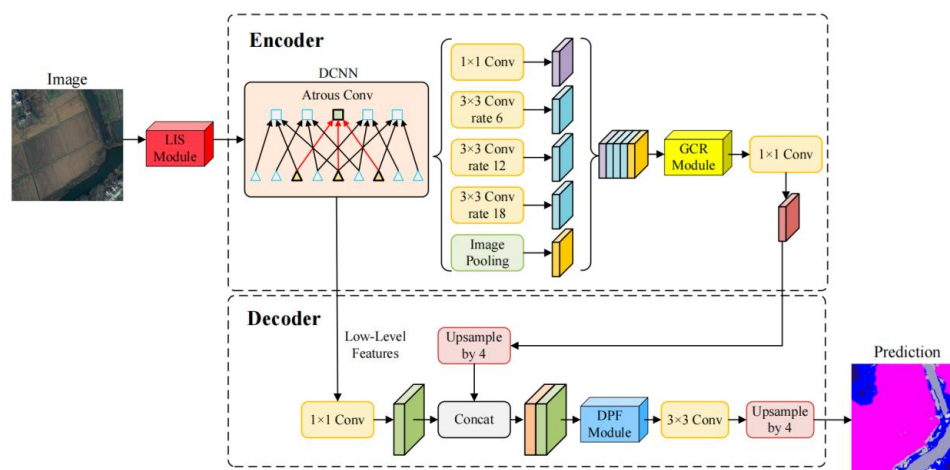 Encoder
Image
DCNN
Atrous Conv
LIS
Module
1×1 Conv
3×3 Conv
rate 6
3×3 Conv
rate 12
3×3 Conv
rate 18
Image
Pooling
GCR
Module
1×1 Conv
Decoder
Low-Level
Features
Upsample
by 4
Prediction
1×1 Conv
Concat
DPF
Module
3×3 Conv
Upsample
by 4